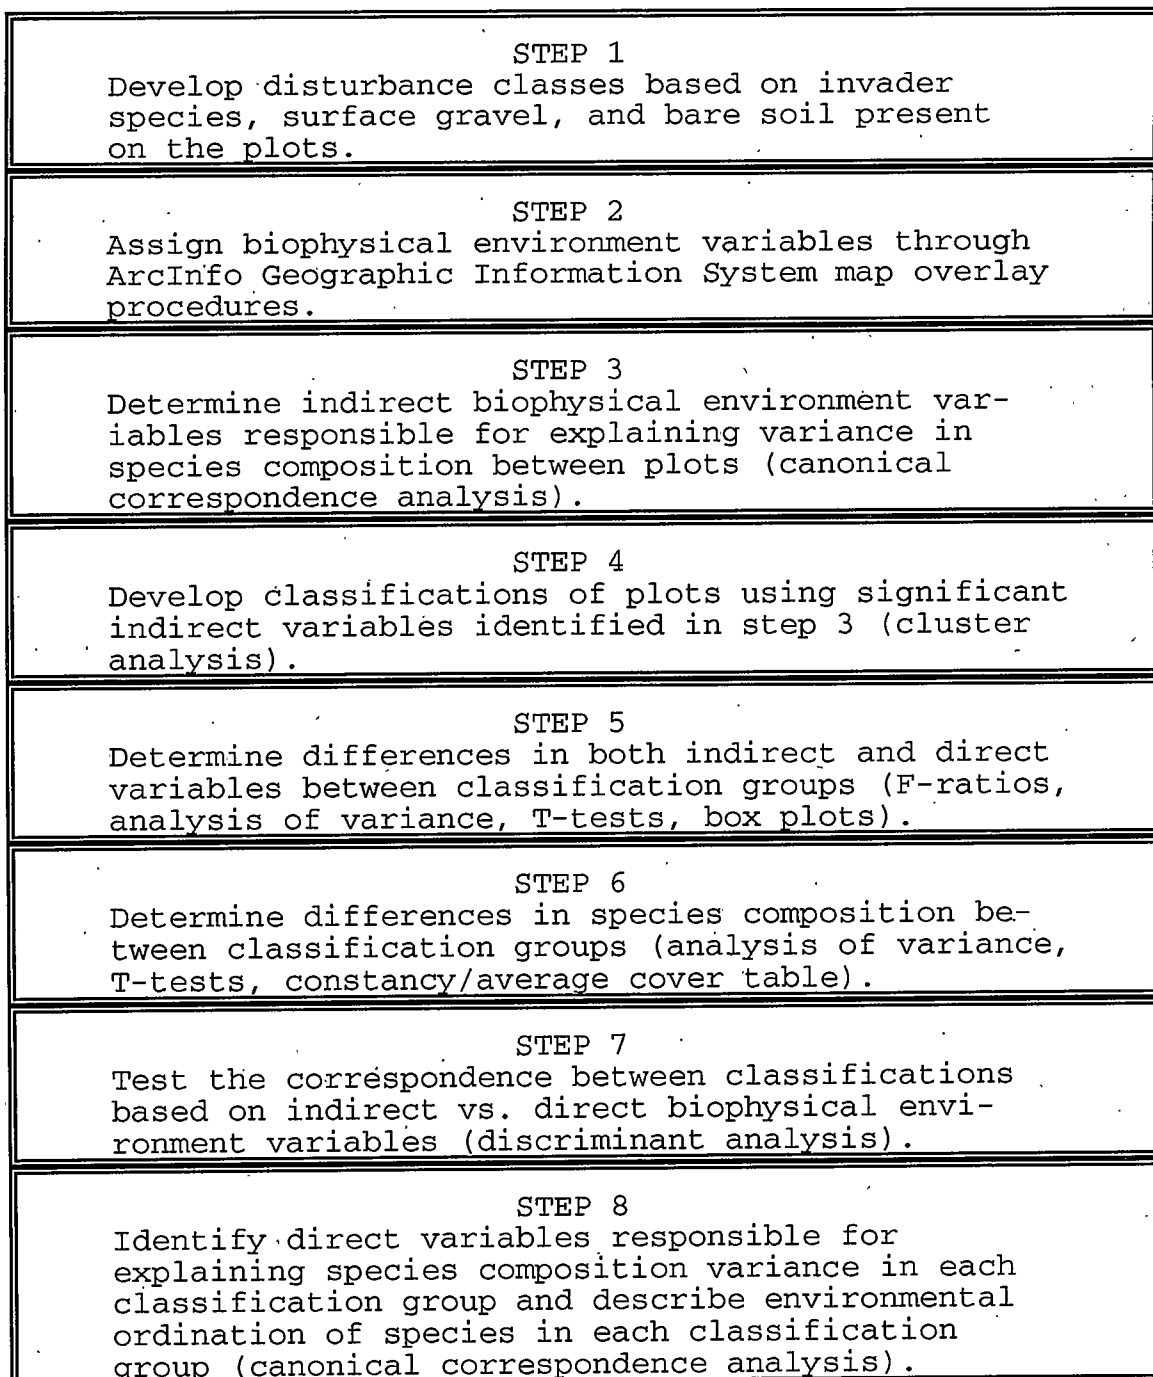 STEP 1
Develop disturbance classes based on invader
species, surface gravel, and bare soil present
on the plots.
STEP 2
Assign biophysical environment variables through
ArcInfo Geographic Information System map overlay
procedures.
STEP 3
Determine indirect biophysical environment var-
iables responsible for explaining variance in
species composition between plots (canonical
correspondence analysis).
STEP 4
Develop classifications of plots using significant
indirect variables identified in step 3 (cluster
analysis).
STEP 5
Determine differences in both indirect and direct
variables between classification groups (F-ratios,
analysis of variance, T-tests, box plots).
STEP 6
Determine differences in species composition be-
tween classification groups (analysis of variance,
T-tests, constancy/average cover table).
STEP 7
Test the correspondence between classifications
based on indirect vs. direct biophysical envi-
ronment variables (discriminant analysis).
STEP 8
Identify direct variables responsible for
explaining species composition variance in each
classification group and describe environmental
ordination of species in each classification
group (canonical correspondence analysis).